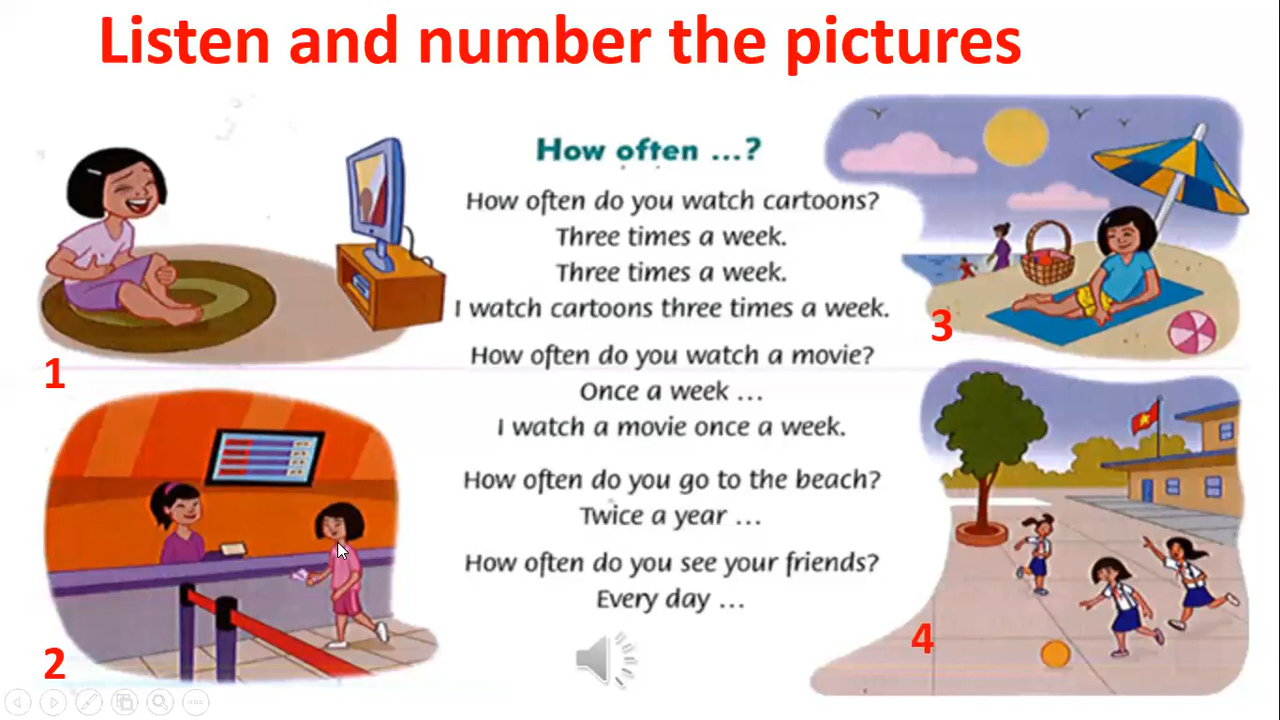 Listen and number the pictures
How often ...?
How often do you watch cartoons?
Three times a week.
Three times a week.
I watch cartoons three times a week.
How often do you watch a movie?
Once a week ...
I watch a movie once a week.
How often do you go to the beach?
Twice a year ...
How often do you see your friends?
Every day ...
1
2
3
4